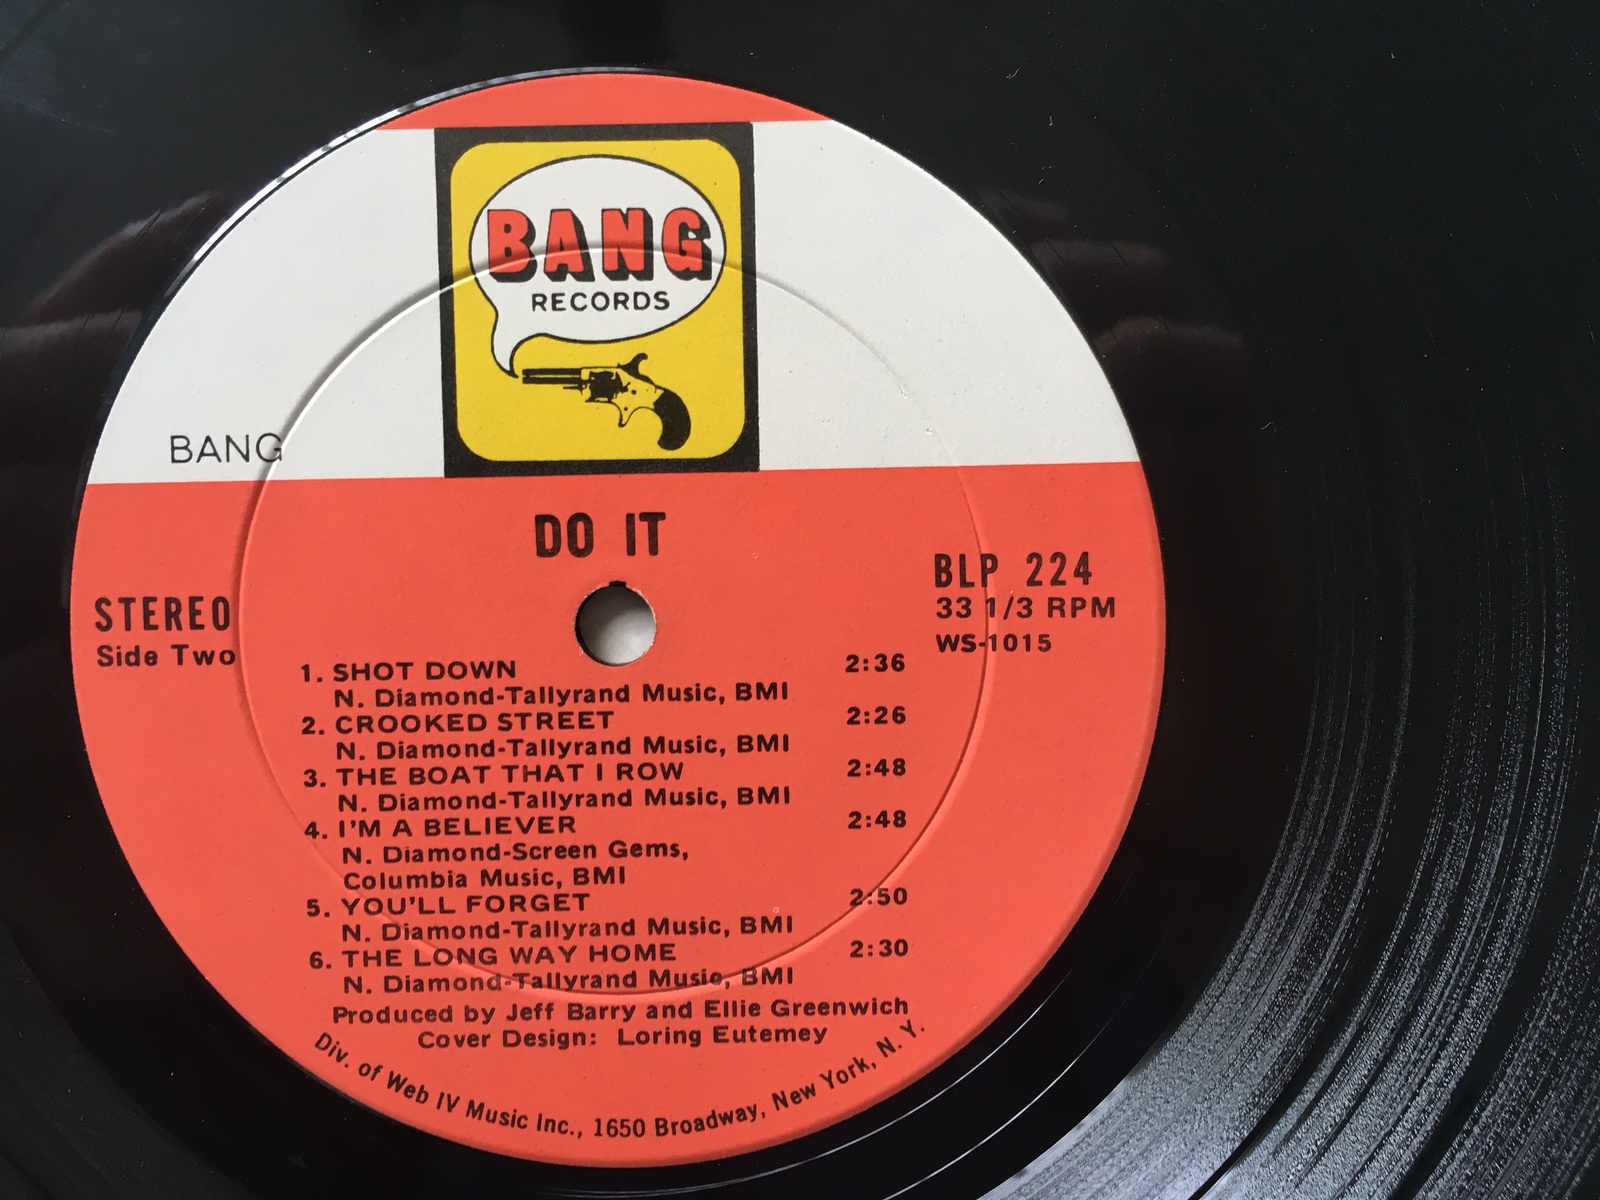 BANG
RECORDS
BANG
DO IT
STEREO
Side Two
BLP 224
33 1/3 RPM
WS-1015
1. SHOT DOWN 2:36
N. Diamond-Tallyrand Music, BMI
2. CROOKED STREET 2:26
N. Diamond-Tallyrand Music, BMI
3. THE BOAT THAT I ROW 2:48
N. Diamond-Tallyrand Music, BMI
4. I'M A BELIEVER 2:48
N. Diamond-Screen Gems,
Columbia Music, BMI
5. YOU'LL FORGET 2:50
N. Diamond-Tallyrand Music, BMI
6. THE LONG WAY HOME 2:30
N. Diamond-Tallyrand Music, BMI
Produced by Jeff Barry and Ellie Greenwich
Cover Design: Loring Eutemey
Div. of Web IV Music Inc., 1650 Broadway, New York, N. Y.